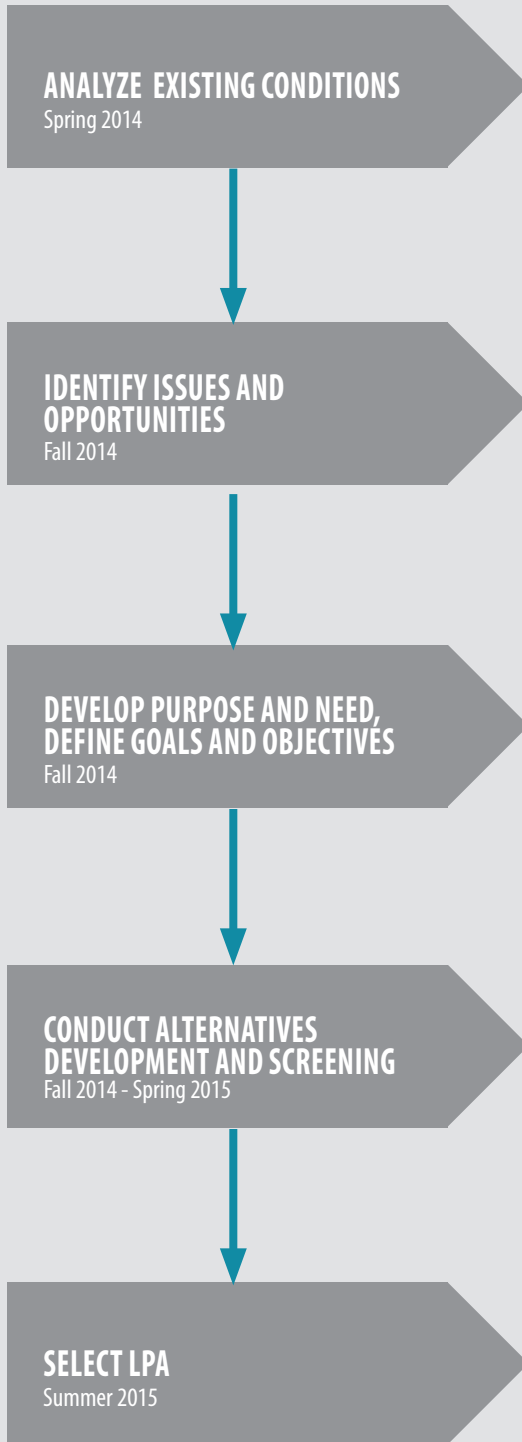 ANALYZE EXISTING CONDITIONS
Spring 2014
IDENTIFY ISSUES AND
OPPORTUNITIES
Fall 2014
DEVELOP PURPOSE AND NEED,
DEFINE GOALS AND OBJECTIVES
Fall 2014
CONDUCT ALTERNATIVES
DEVELOPMENT AND SCREENING
Fall 2014 - Spring 2015
SELECT LPA
Summer 2015